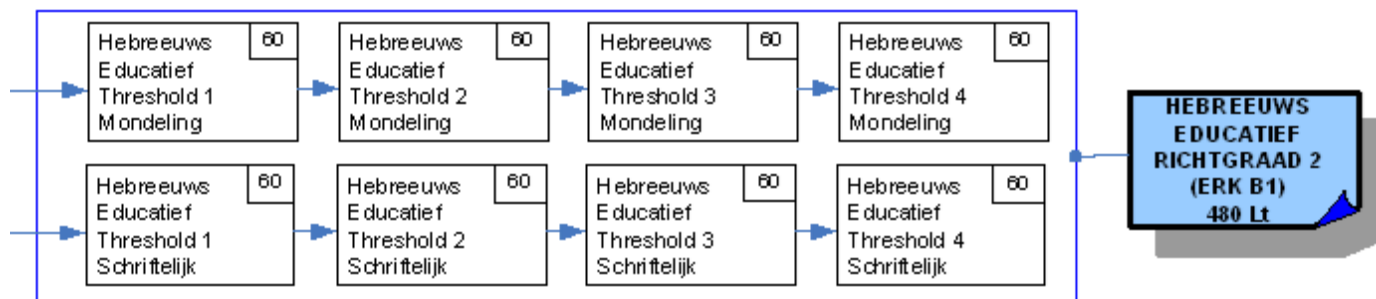 Hebreeuws
Educatief
Threshold 1
Mondeling
60
Hebreeuws
Educatief
Threshold 2
Mondeling
60
Hebreeuws
Educatief
Threshold 3
Mondeling
60
Hebreeuws
Educatief
Threshold 4
Mondeling
60
Hebreeuws
Educatief
Threshold 1
Schriftelijk
60
Hebreeuws
Educatief
Threshold 2
Schriftelijk
60
Hebreeuws
Educatief
Threshold 3
Schriftelijk
60
Hebreeuws
Educatief
Threshold 4
Schriftelijk
60
HEBREEUWS
EDUCATIEF
RICHTGRAAD 2
(ERK B1)
480 Lt